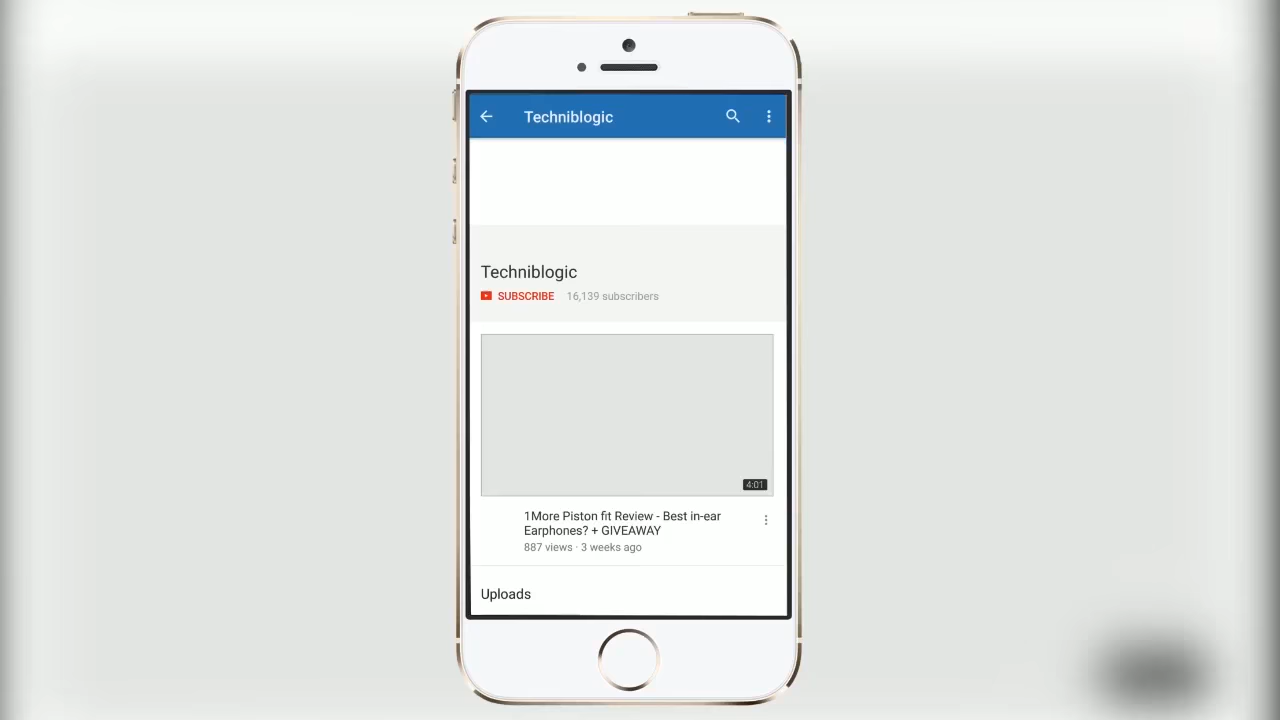 Techniblogic
Techniblogic
SUBSCRIBE 16,139 subscribers
4:01
1More Piston fit Review - Best in-ear
Earphones? + GIVEAWAY
887 views · 3 weeks ago
Uploads